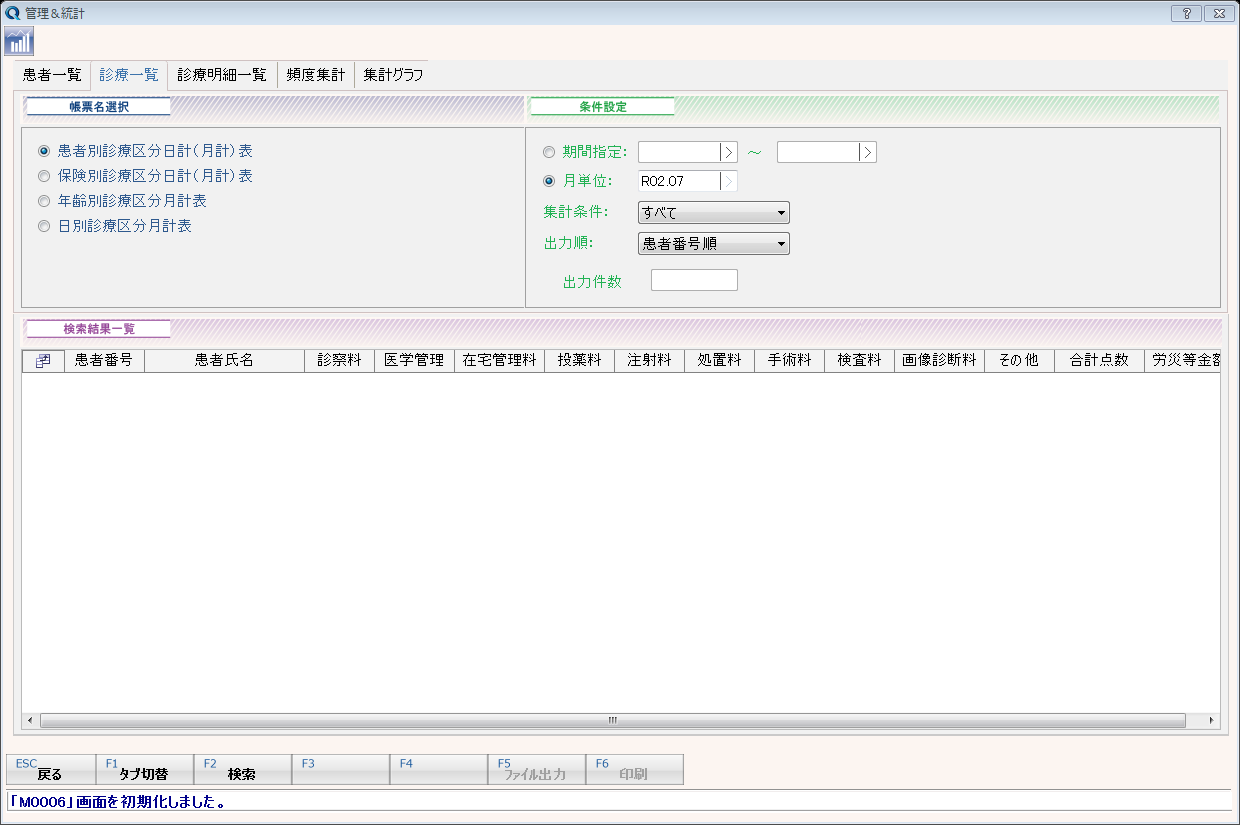 管理＆統計
患者一覧 診療一覧 診療明細一覧 頻度集計 集計グラフ
帳票名選択 条件設定
患者別診療区分日計(月計)表
保険別診療区分日計(月計)表
年齢別診療区分月計表
日別診療区分月計表
期間指定: ～
月単位: R02.07
集計条件: すべて
出力順: 患者番号順
出力件数
検索結果一覧
患者番号 患者氏名 診察料 医学管理 在宅管理料 投薬料 注射料 処置料 手術料 検査料 画像診断料 その他 合計点数 労災等金額
ESC 戻る F1 タブ切替 F2 検索 F3 F4 F5 ファイル出力 F6 印刷
「M0006」画面を初期化しました。